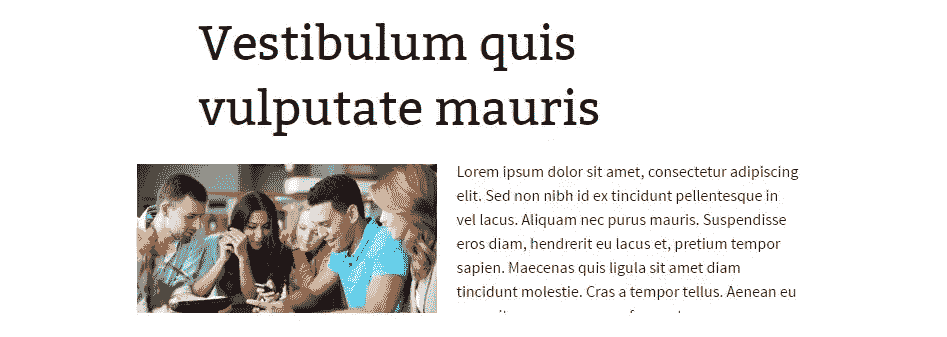 Vestibulum quis
vulputate mauris
Lorem ipsum dolor sit amet, consectetur adipiscing
elit. Sed non nibh id ex tincidunt pellentesque in
vel lacus. Aliquam nec purus mauris. Suspendisse
eros diam, hendrerit eu lacus et, pretium tempor
sapien. Maecenas quis ligula sit amet diam
tincidunt molestie. Cras a tempor tellus. Aenean eu